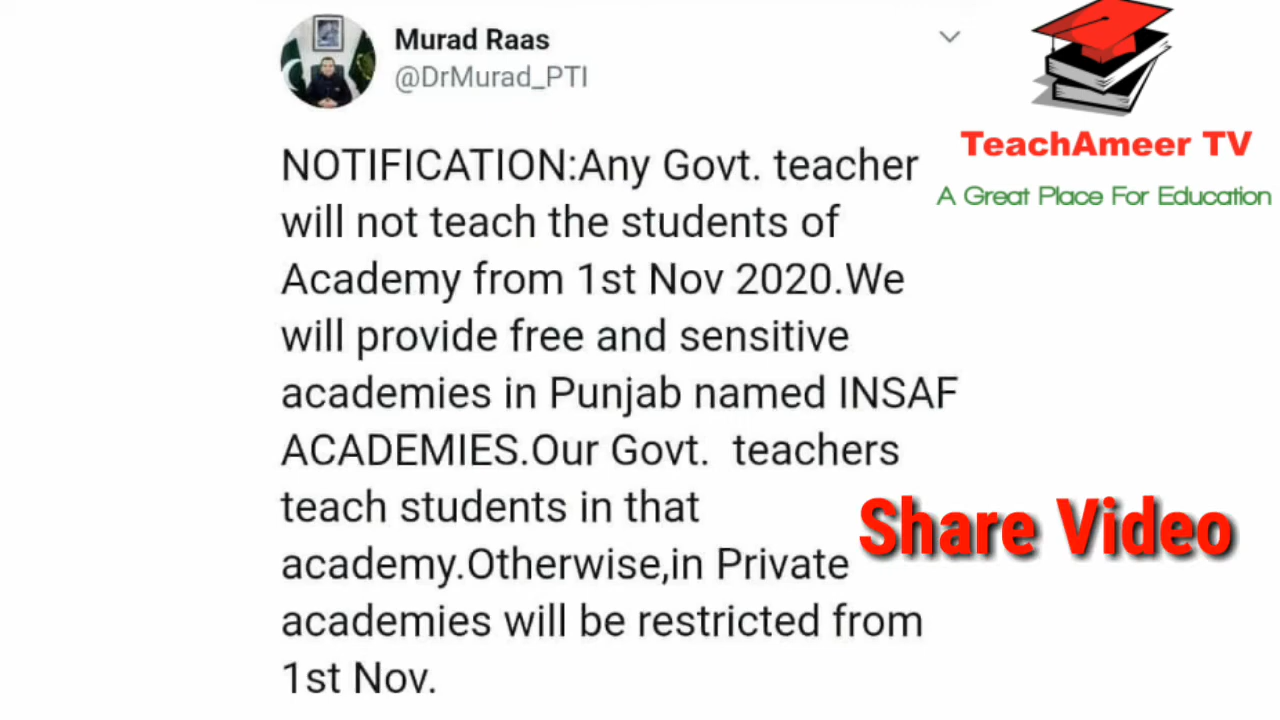 Murad Raas
@DrMurad_PTI
TeachAmeer TV
A Great Place For Education
NOTIFICATION:Any Govt. teacher
will not teach the students of
Academy from 1st Nov 2020.We
will provide free and sensitive
academies in Punjab named INSAF
ACADEMIES.Our Govt.  teachers
teach students in that
academy.Otherwise,in Private
academies will be restricted from
1st Nov.
Share Video